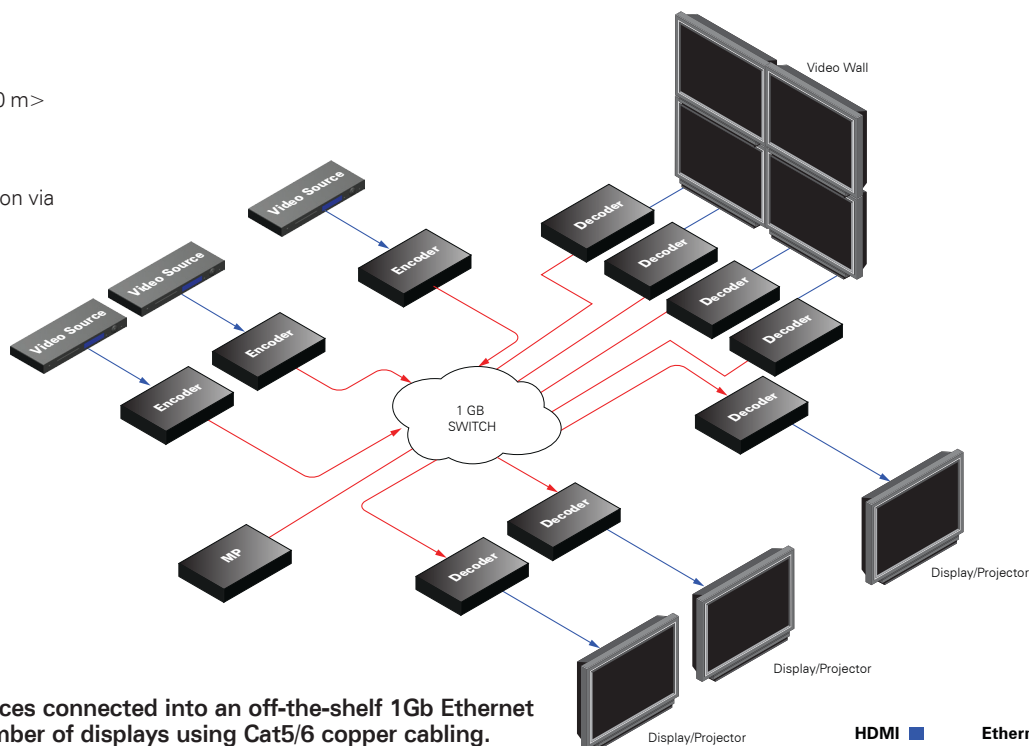 0 m>
on via
Video Wall
Video Source
Video Source
Video Source
Encoder
Encoder
Encoder
Decoder
Decoder
Decoder
Decoder
Decoder
1 GB
SWITCH
MP
Decoder
Decoder
Display/Projector
Display/Projector
Display/Projector
ces connected into an off-the-shelf 1Gb Ethernet
mber of displays using Cat5/6 copper cabling.
HDMI
Ethern